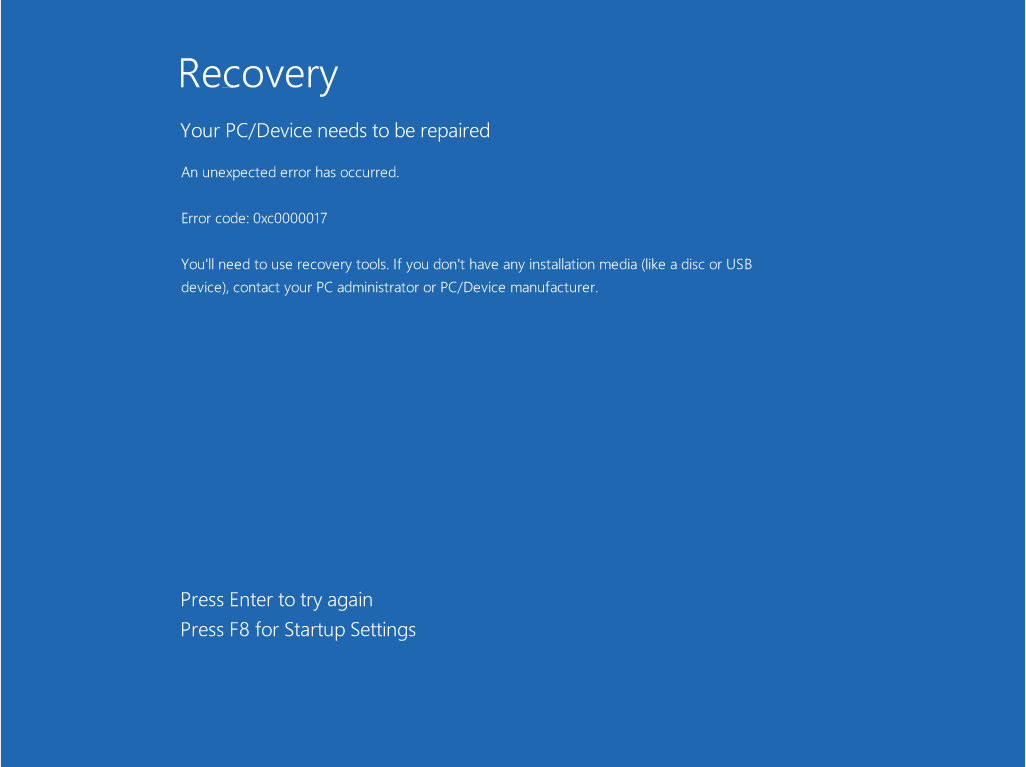 Recovery
Your PC/Device needs to be repaired
An unexpected error has occurred.
Error code: 0xc0000017
You'll need to use recovery tools. If you don't have any installation media (like a disc or USB
device), contact your PC administrator or PC/Device manufacturer.
Press Enter to try again
Press F8 for Startup Settings